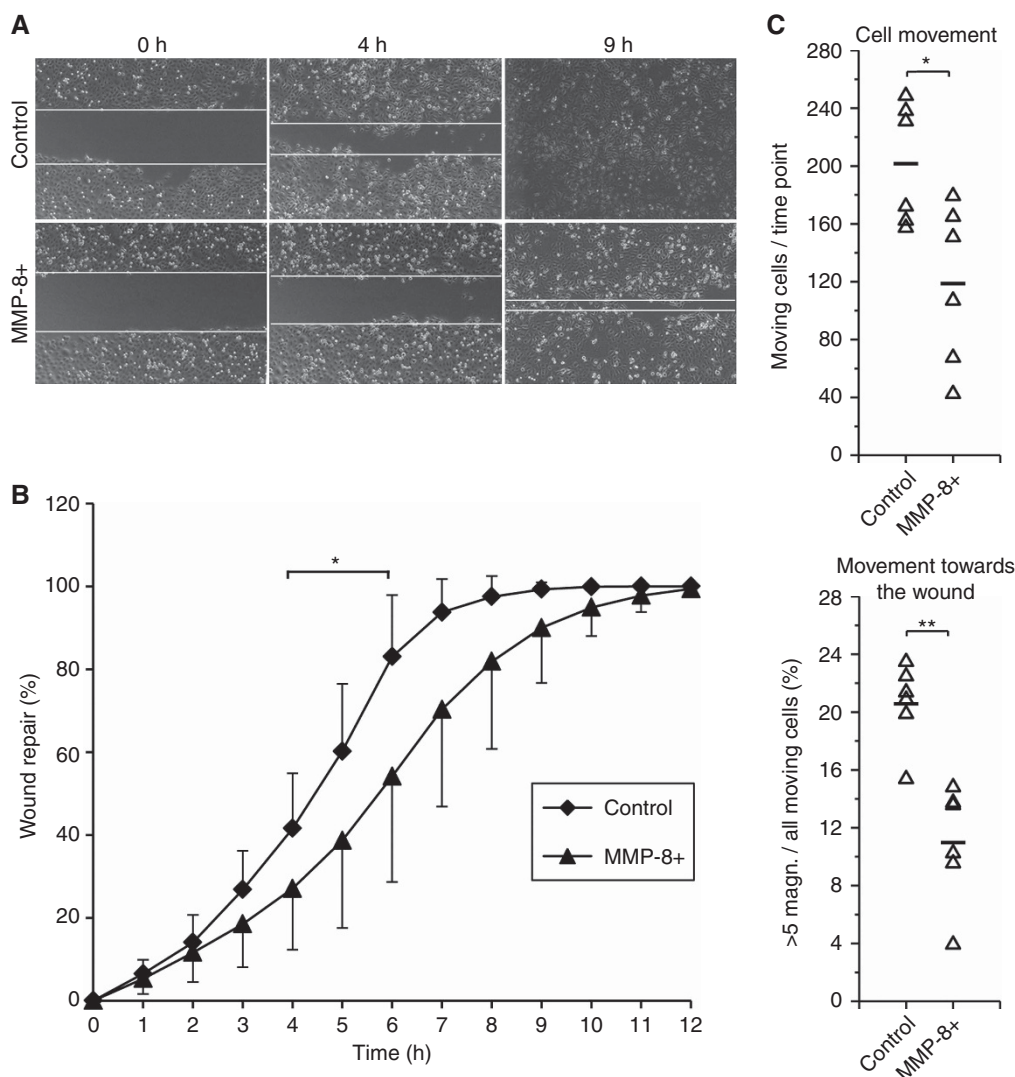 A
0 h 4 h 9 h
Control
MMP-8+
B
120
100
80
60
40
20
0
Wound repair (%)
*
Control
MMP-8+
0 1 2 3 4 5 6 7 8 9 10 11 12
Time (h)
C
Cell movement
*
280
240
200
160
120
80
40
0
Moving cells / time point
Control MMP-8+
Movement towards
the wound
**
28
24
20
16
12
8
4
0
>5 magn. / all moving cells (%)
Control MMP-8+